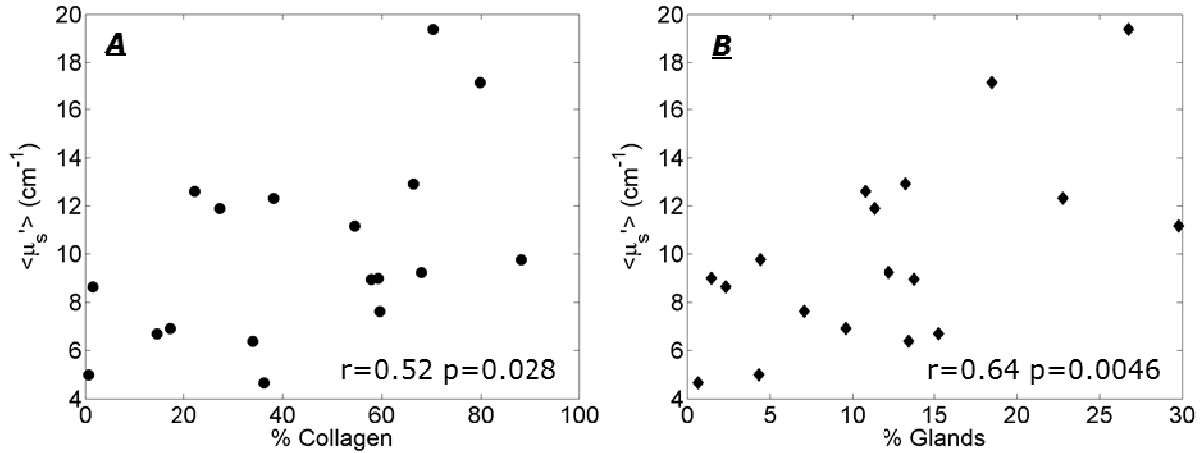 A
20
18
16
14
12
10
8
6
4
<μs'> (cm-1)
r=0.52 p=0.028
0 20 40 60 80 100
% Collagen
B
20
18
16
14
12
10
8
6
4
<μs'> (cm-1)
r=0.64 p=0.0046
0 5 10 15 20 25 30
% Glands